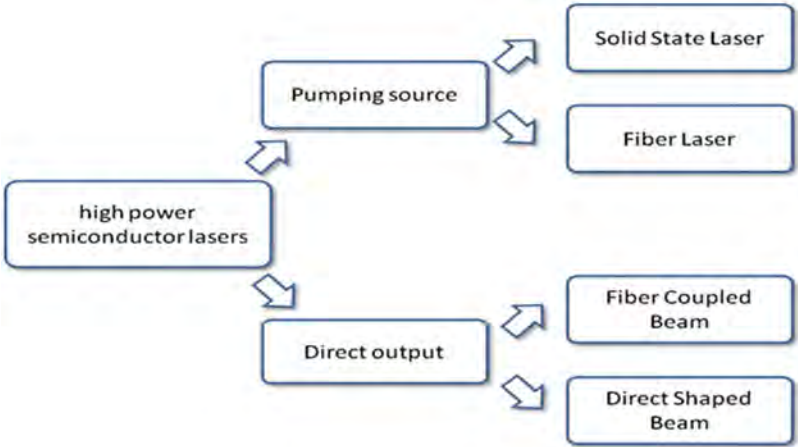 Solid State Laser
Pumping source
Fiber Laser
high power
semiconductor lasers
Fiber Coupled
Beam
Direct output
Direct Shaped
Beam